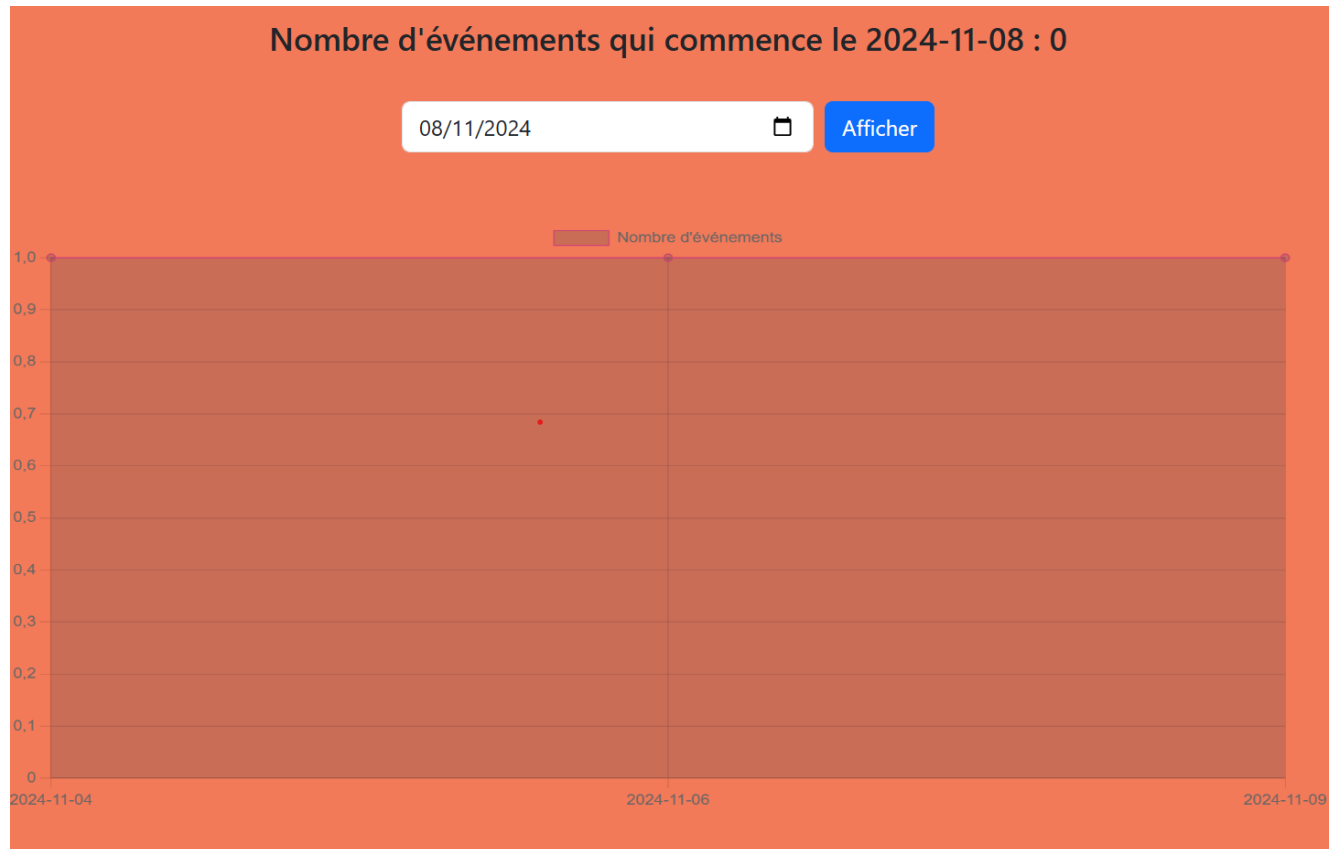 Nombre d'événements qui commence le 2024-11-08 : 0
08/11/2024 Afficher
Nombre d'événements
1,0
0,9
0,8
0,7
0,6
0,5
0,4
0,3
0,2
0,1
0
2024-11-04 2024-11-06 2024-11-09